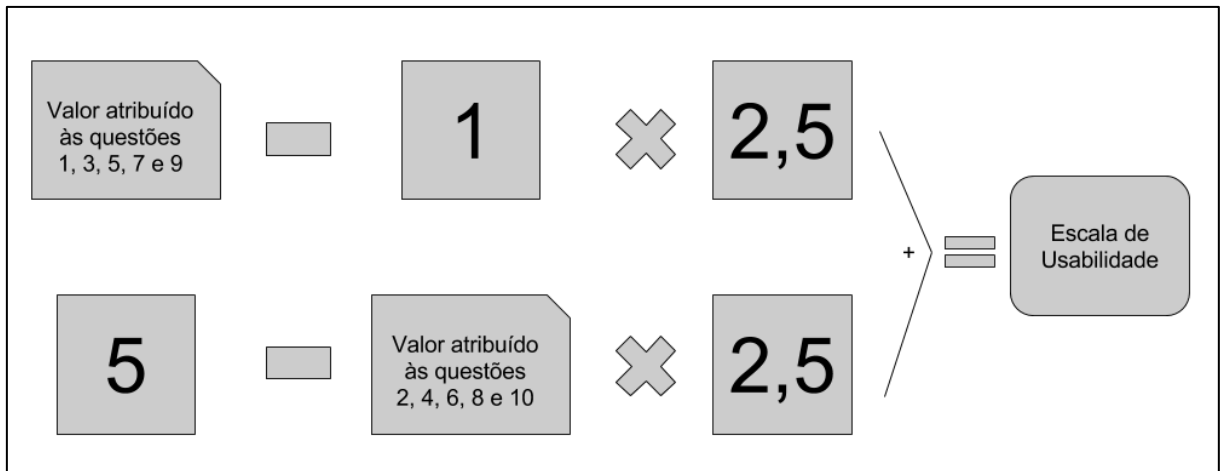 Valor atribuído
às questões
1, 3, 5, 7 e 9
1
2,5
5
Valor atribuído
às questões
2, 4, 6, 8 e 10
2,5
+
Escala de
Usabilidade